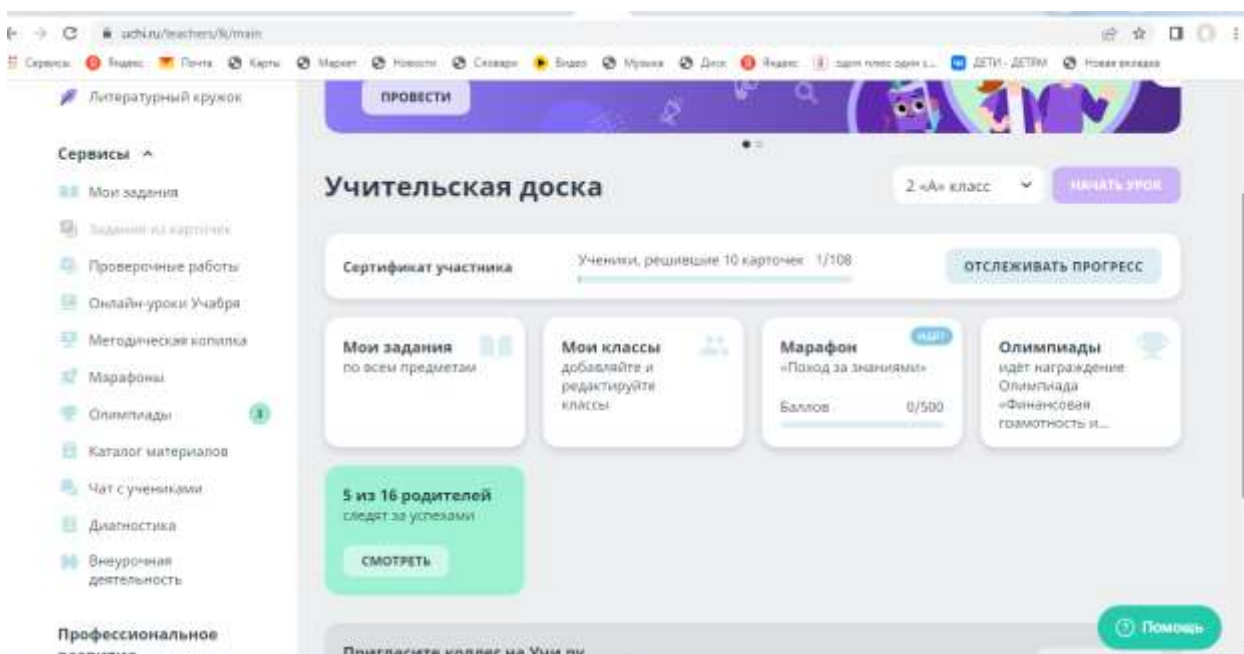 uchi.ru/teachers/lk/main
Сервисы Яндекс Почта Карты Маркет Новости Словари Видео Музыка Диск Яндекс один плюс один ДЕТИ - ДЕТЯМ Новая вкладка
Литературный кружок
ПРОВЕСТИ
Сервисы
Мои задания
Задания из карточек
Проверочные работы
Онлайн-уроки Учабря
Методическая копилка
Марафоны
Олимпиады 3
Каталог материалов
Чат с учениками
Диагностика
Внеурочная
деятельность
Профессиональное
Учительская доска
2 «А» класс
НАЧАТЬ УРОК
Сертификат участника
Ученики, решившие 10 карточек 1/108
ОТСЛЕЖИВАТЬ ПРОГРЕСС
Мои задания
по всем предметам
Мои классы
добавляйте и
редактируйте
классы
ИДЁТ
Марафон
«Поход за знаниями»
Баллов 0/500
Олимпиады
идёт награждение
Олимпиада
«Финансовая
грамотность и...
5 из 16 родителей
следят за успехами
СМОТРЕТЬ
Пригласите коллег на Учи.ру
Помощь